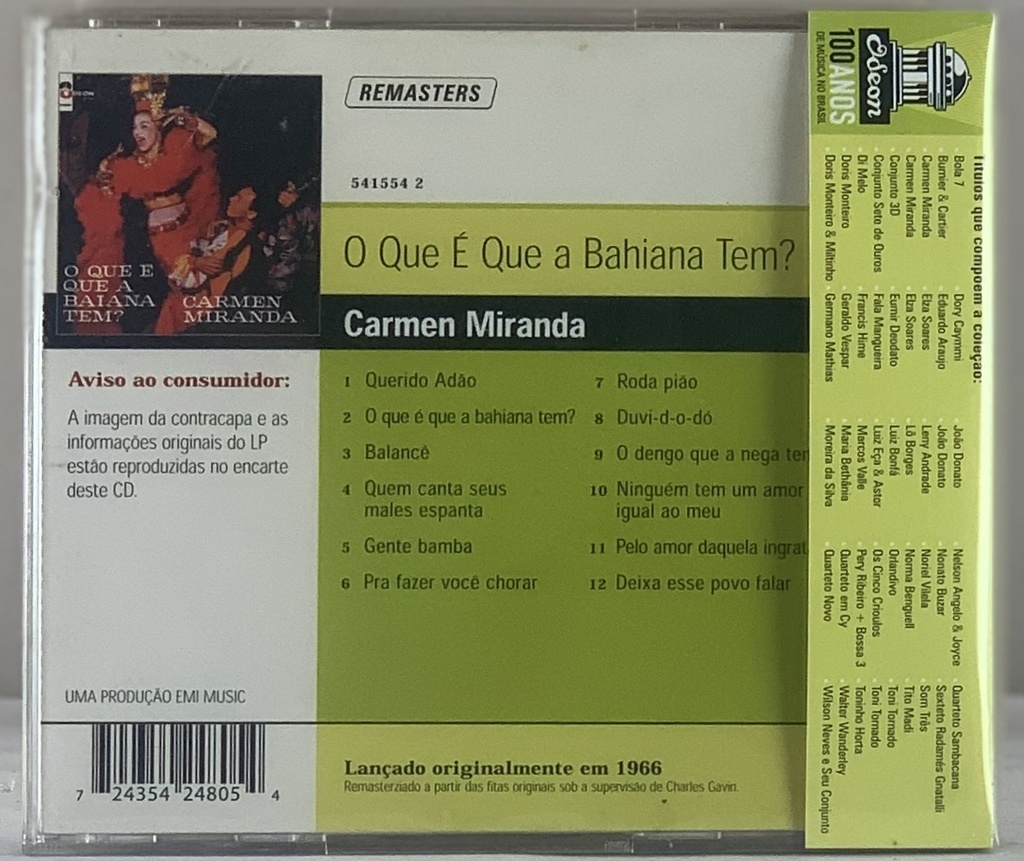 ODEON
O QUE E
QUE A
BAIANA
TEM?
CARMEN
MIRANDA
REMASTERS
541554 2
O Que É Que a Bahiana Tem?
Carmen Miranda
Aviso ao consumidor:
A imagem da contracapa e as
informações originais do LP
estão reproduzidas no encarte
deste CD.
1 Querido Adão
2 O que é que a bahiana tem?
3 Balancê
4 Quem canta seus
males espanta
5 Gente bamba
6 Pra fazer você chorar
7 Roda pião
8 Duvi-d-o-dó
9 O dengo que a nega
10 Ninguém tem um amor
igual ao meu
11 Pelo amor daquela
12 Deixa esse povo falar
UMA PRODUÇÃO EMI MUSIC
7 24354 24805 4
Lançado originalmente em 1966
Remasterziado a partir das fitas originais sob a supervisão de Charles Gavin.
Odeon
100 ANOS
DE MÚSICA NO BRASIL
Títulos que compõem a coleção:
Bola 7
Burnier & Cartier
Carmen Miranda
Carmen Miranda
Conjunto 3D
Conjunto Sete de Ouros
Di Melo
Doris Monteiro
Doris Monteiro & Miltinho
Dory Caymmi
Eduardo Araujo
Elza Soares
Elza Soares
Eumir Deodato
Fala Mangueira
Francis Hime
Geraldo Vespar
Germano Mathias
João Donato
João Donato
Leny Andrade
Lô Borges
Luiz Bonfá
Luiz Eça & Astor
Marcos Valle
Maria Bethânia
Moreira da Silva
Nelson Angelo & Joyce
Nonato Buzar
Noriel Vilela
Norma Benguell
Orlandivo
Os Cinco Crioulos
Pery Ribeiro + Bossa 3
Quarteto em Cy
Quarteto Novo
Quarteto Sambacana
Sexteto Radamés Gnatalli
Som Três
Tito Madi
Toni Tornado
Toni Tornado
Toninho Horta
Walter Wanderley
Wilson Neves e Seu Conjunto